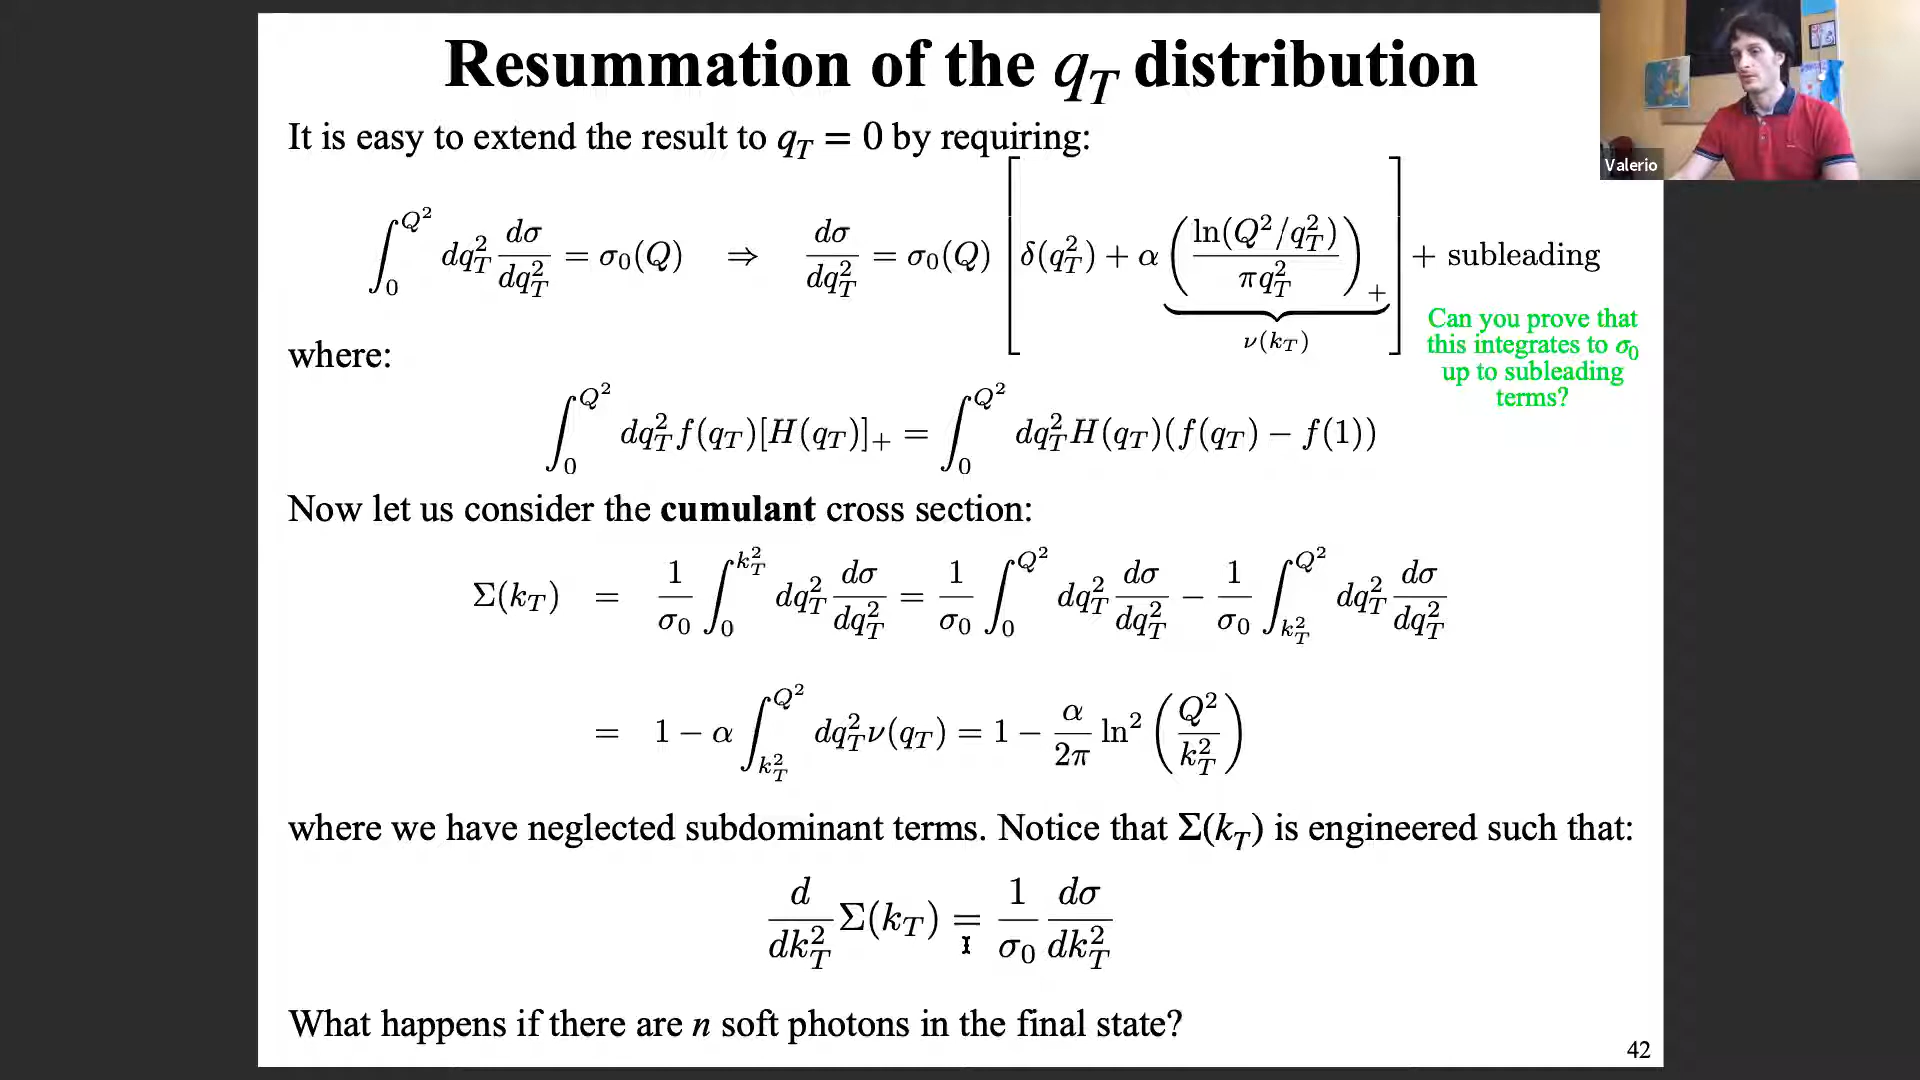 Resummation of the q_T distribution
It is easy to extend the result to q_T = 0 by requiring:
∫_0^{Q^2} dq_T^2 dσ/dq_T^2 = σ_0(Q) ⇒ dσ/dq_T^2 = σ_0(Q) [δ(q_T^2) + α (ln(Q^2/q_T^2)/πq_T^2)_+] + subleading
ν(k_T)
Can you prove that
this integrates to σ_0
up to subleading
terms?
where:
∫_0^{Q^2} dq_T^2 f(q_T)[H(q_T)]_+ = ∫_0^{Q^2} dq_T^2 H(q_T)(f(q_T) − f(1))
Now let us consider the cumulant cross section:
Σ(k_T) = 1/σ_0 ∫_0^{k_T^2} dq_T^2 dσ/dq_T^2 = 1/σ_0 ∫_0^{Q^2} dq_T^2 dσ/dq_T^2 − 1/σ_0 ∫_{k_T^2}^{Q^2} dq_T^2 dσ/dq_T^2
= 1 − α ∫_{k_T^2}^{Q^2} dq_T^2 ν(q_T) = 1 − α/2π ln^2 (Q^2/k_T^2)
where we have neglected subdominant terms. Notice that Σ(k_T) is engineered such that:
d/dk_T^2 Σ(k_T) = 1/σ_0 dσ/dk_T^2
What happens if there are n soft photons in the final state?
42
Valerio